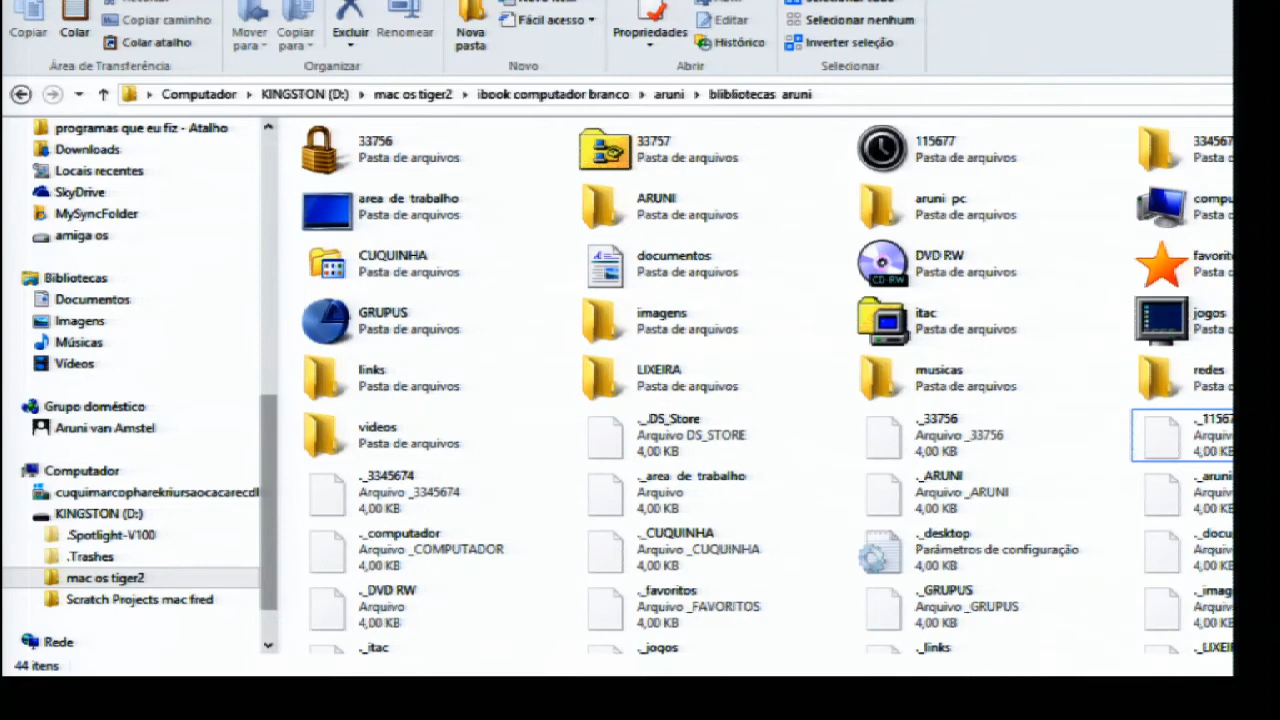 Copiar
Colar
Copiar caminho
Colar atalho
Mover para
Copiar para
Excluir
Renomear
Nova pasta
Fácil acesso
Propriedades
Editar
Histórico
Selecionar nenhum
Inverter seleção
Área de Transferência
Organizar
Novo
Abrir
Selecionar
Computador KINGSTON (D:) mac os tiger2 ibook computador branco aruni blibliotecas aruni
programas que eu fiz - Atalho
Downloads
Locais recentes
SkyDrive
MySyncFolder
amiga os
Bibliotecas
Documentos
Imagens
Músicas
Vídeos
Grupo doméstico
Aruni van Amstel
Computador
cuquimarcopharekriursaocacarecdl
KINGSTON (D:)
.Spotlight-V100
.Trashes
mac os tiger2
Scratch Projects mac fred
Rede
44 itens
33756
Pasta de arquivos
33757
Pasta de arquivos
115677
Pasta de arquivos
334567
Pasta
area de trabalho
Pasta de arquivos
ARUNI
Pasta de arquivos
aruni pc
Pasta de arquivos
compu
Pasta de
CUQUINHA
Pasta de arquivos
documentos
Pasta de arquivos
DVD RW
Pasta de arquivos
CD-RW
favorit
Pasta de
GRUPUS
Pasta de arquivos
imagens
Pasta de arquivos
itac
Pasta de arquivos
jogos
Pasta de
links
Pasta de arquivos
LIXEIRA
Pasta de arquivos
musicas
Pasta de arquivos
redes
Pasta de
videos
Pasta de arquivos
._.DS_Store
Arquivo DS_STORE
4,00 KB
._33756
Arquivo _33756
4,00 KB
._1156
Arquiv
4,00 KB
._3345674
Arquivo _3345674
4,00 KB
._area de trabalho
Arquivo
4,00 KB
._ARUNI
Arquivo _ARUNI
4,00 KB
._aruni
Arquiv
4,00 KB
._computador
Arquivo _COMPUTADOR
4,00 KB
._CUQUINHA
Arquivo _CUQUINHA
4,00 KB
._desktop
Parâmetros de configuração
4,00 KB
._docu
Arquiv
4,00 KB
._DVD RW
Arquivo
4,00 KB
._favoritos
Arquivo _FAVORITOS
4,00 KB
._GRUPUS
Arquivo _GRUPUS
4,00 KB
._imag
Arquiv
4,00 KB
._itac
._jogos
._links
._LIXEI